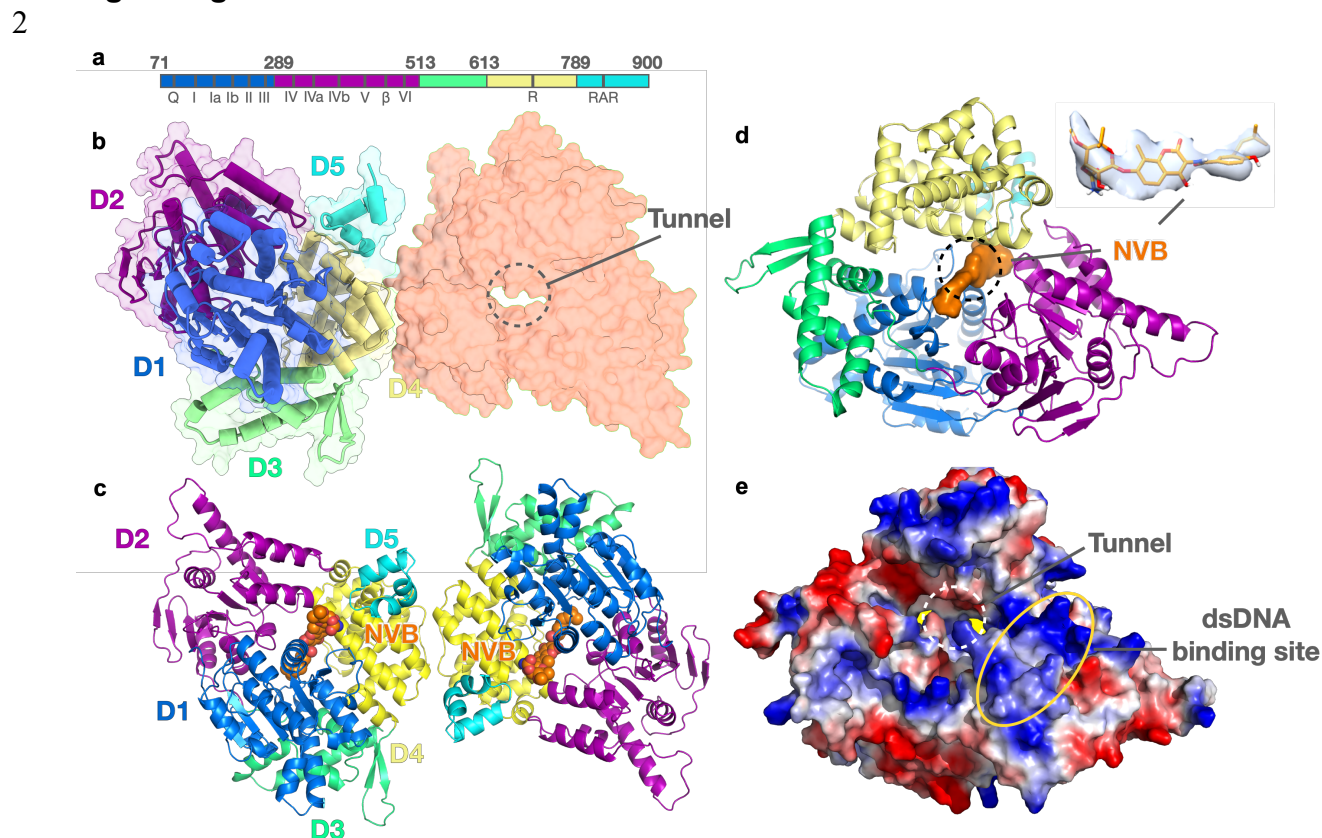 2
a
71 289 513 613 789 900
Q I Ia Ib II III IV IVa IVb V β VI R RAR
b
D2
D5
Tunnel
D1
D4
D3
c
D2
D5
NVB
NVB
D1
D4
D3
d
NVB
e
Tunnel
dsDNA
binding site